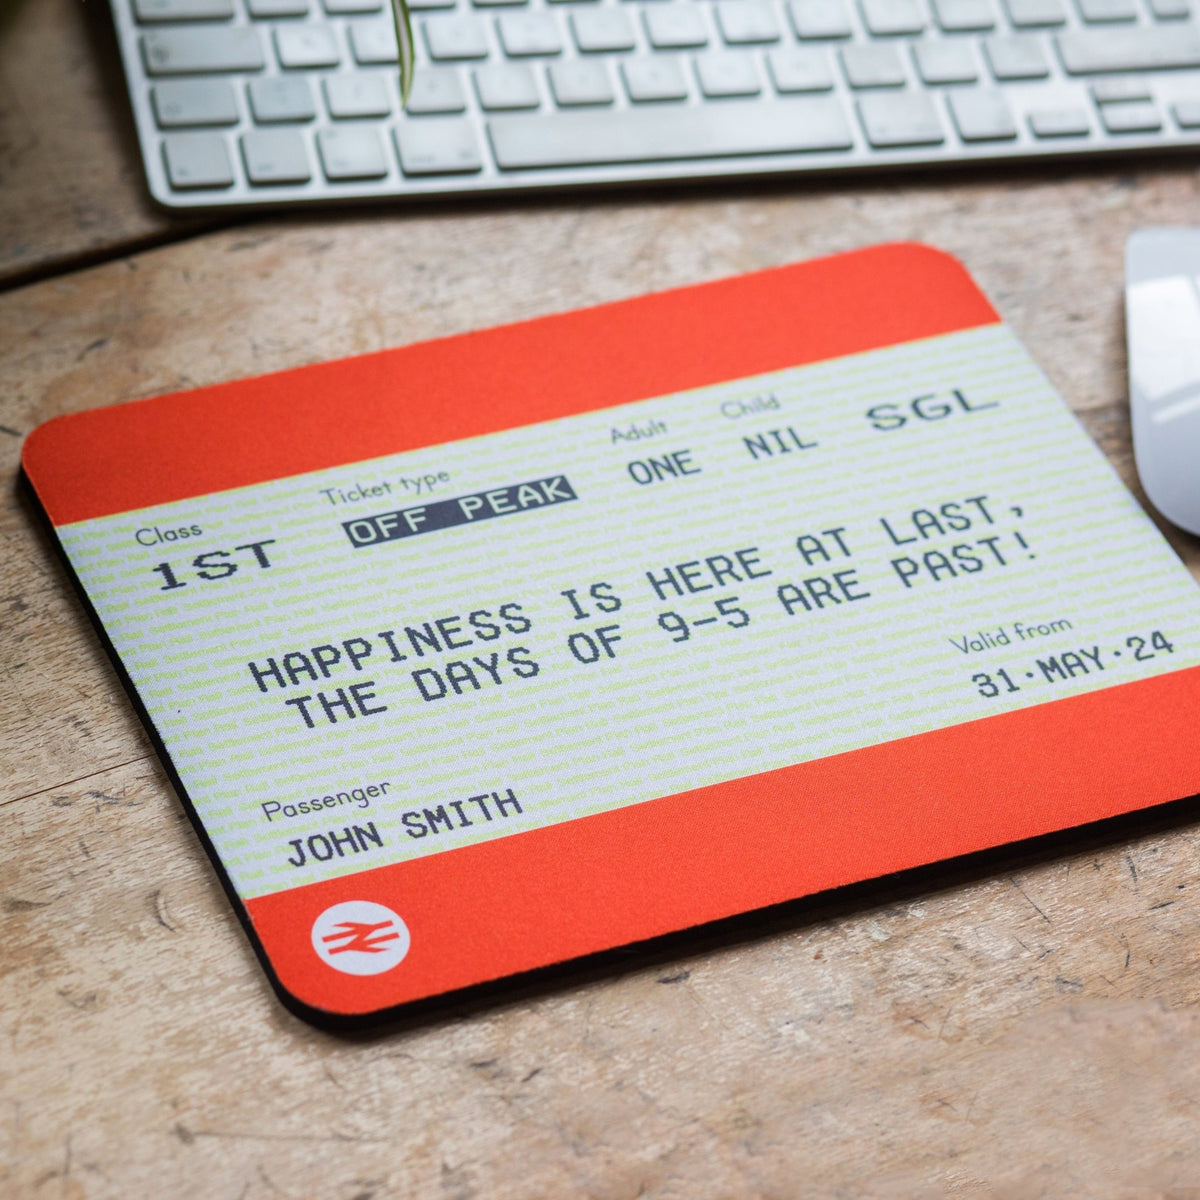 Class
Ticket type
Adult
Child
1ST
OFF PEAK
ONE
NIL
SGL
HAPPINESS IS HERE AT LAST,
THE DAYS OF 9-5 ARE PAST!
Valid from
31·MAY·24
Passenger
JOHN SMITH